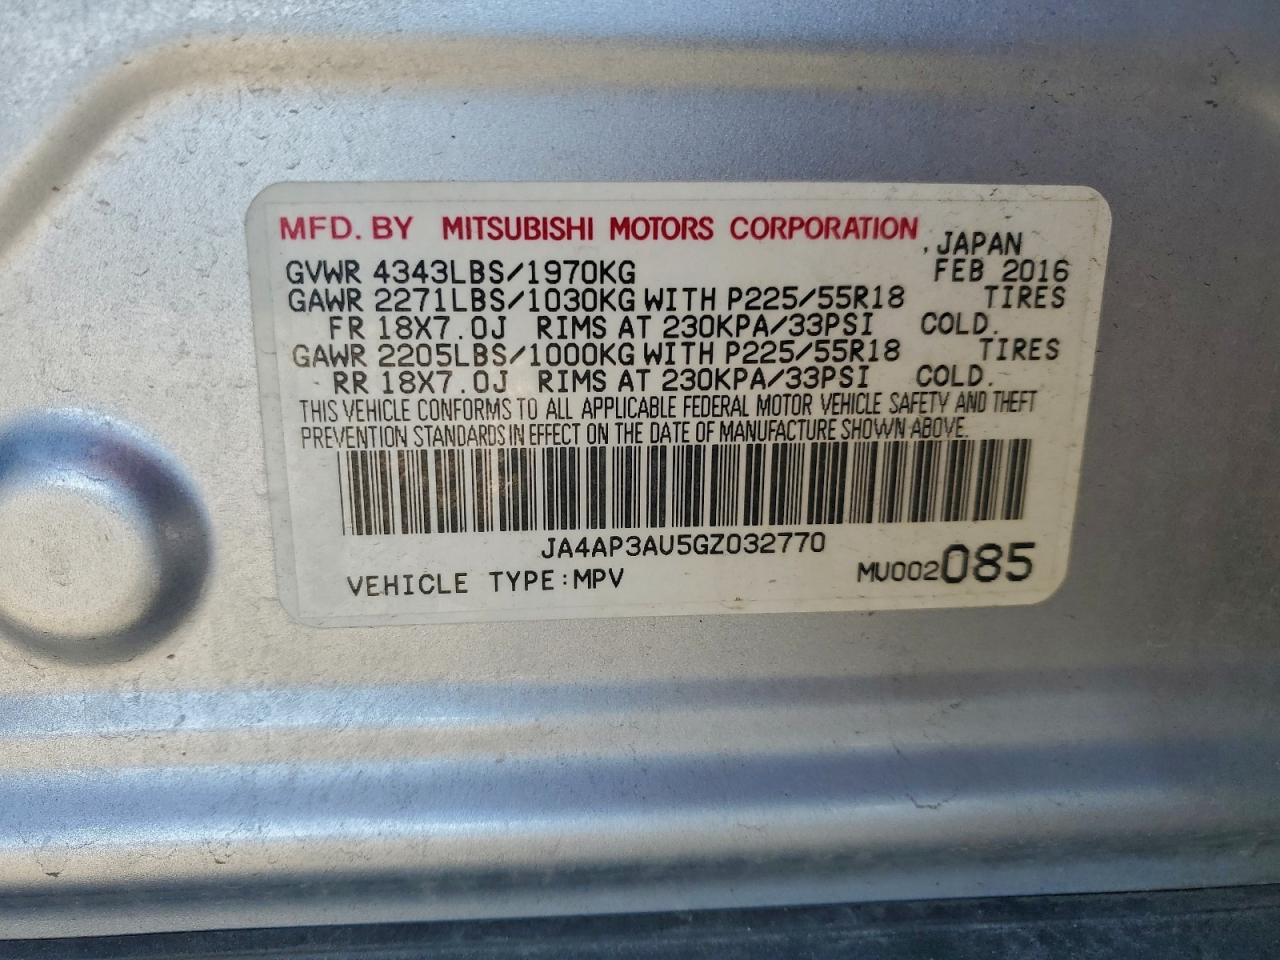 MFD. BY MITSUBISHI MOTORS CORPORATION, JAPAN
GVWR 4343LBS/1970KG FEB 2016
GAWR 2271LBS/1030KG WITH P225/55R18 TIRES
FR 18X7.0J RIMS AT 230KPA/33PSI COLD.
GAWR 2205LBS/1000KG WITH P225/55R18 TIRES
RR 18X7.0J RIMS AT 230KPA/33PSI COLD.
THIS VEHICLE CONFORMS TO ALL APPLICABLE FEDERAL MOTOR VEHICLE SAFETY AND THEFT
PREVENTION STANDARDS IN EFFECT ON THE DATE OF MANUFACTURE SHOWN ABOVE.
JA4AP3AU5GZ032770
VEHICLE TYPE:MPV MU002085